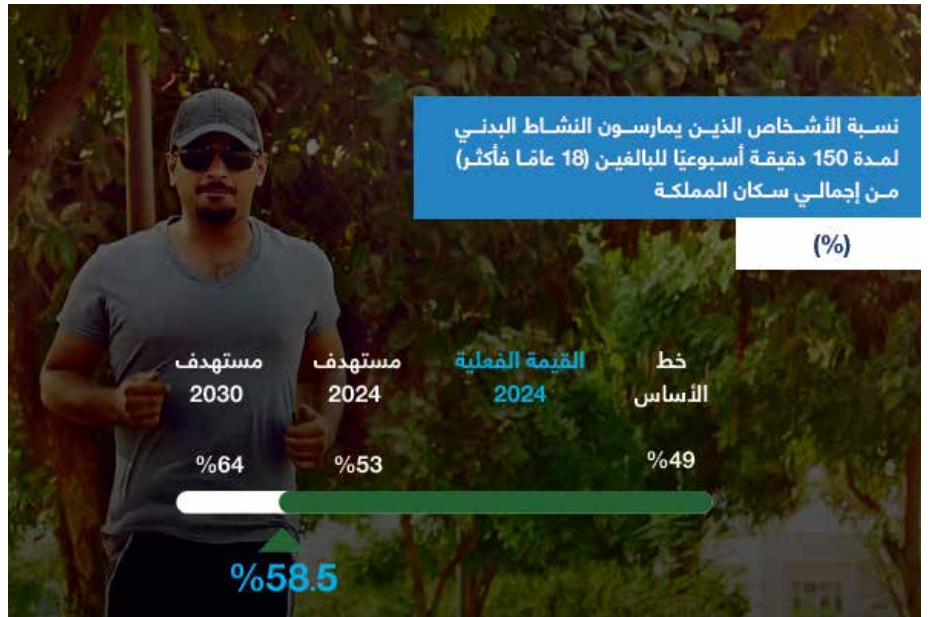 نسبة الأشخاص الذين يمارسون النشاط البدني
لمدة 150 دقيقة أسبوعيًا للبالغين (18 عامًا فأكثر)
من إجمالي سكان المملكة
(%)
خط
الأساس
القيمة الفعلية
2024
مستهدف
2024
مستهدف
2030
%49
%53
%64
%58.5